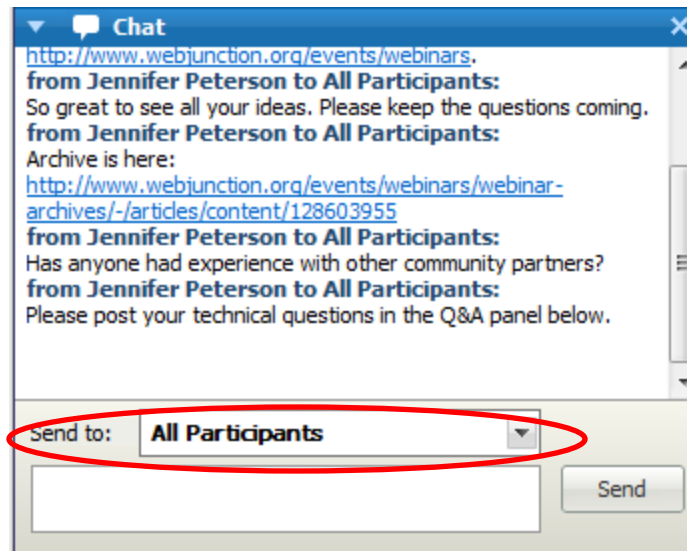 Chat
http://www.webjunction.org/events/webinars.
from Jennifer Peterson to All Participants:
So great to see all your ideas. Please keep the questions coming.
from Jennifer Peterson to All Participants:
Archive is here:
http://www.webjunction.org/events/webinars/webinar-
archives/-/articles/content/128603955
from Jennifer Peterson to All Participants:
Has anyone had experience with other community partners?
from Jennifer Peterson to All Participants:
Please post your technical questions in the Q&A panel below.
Send to: All Participants
Send